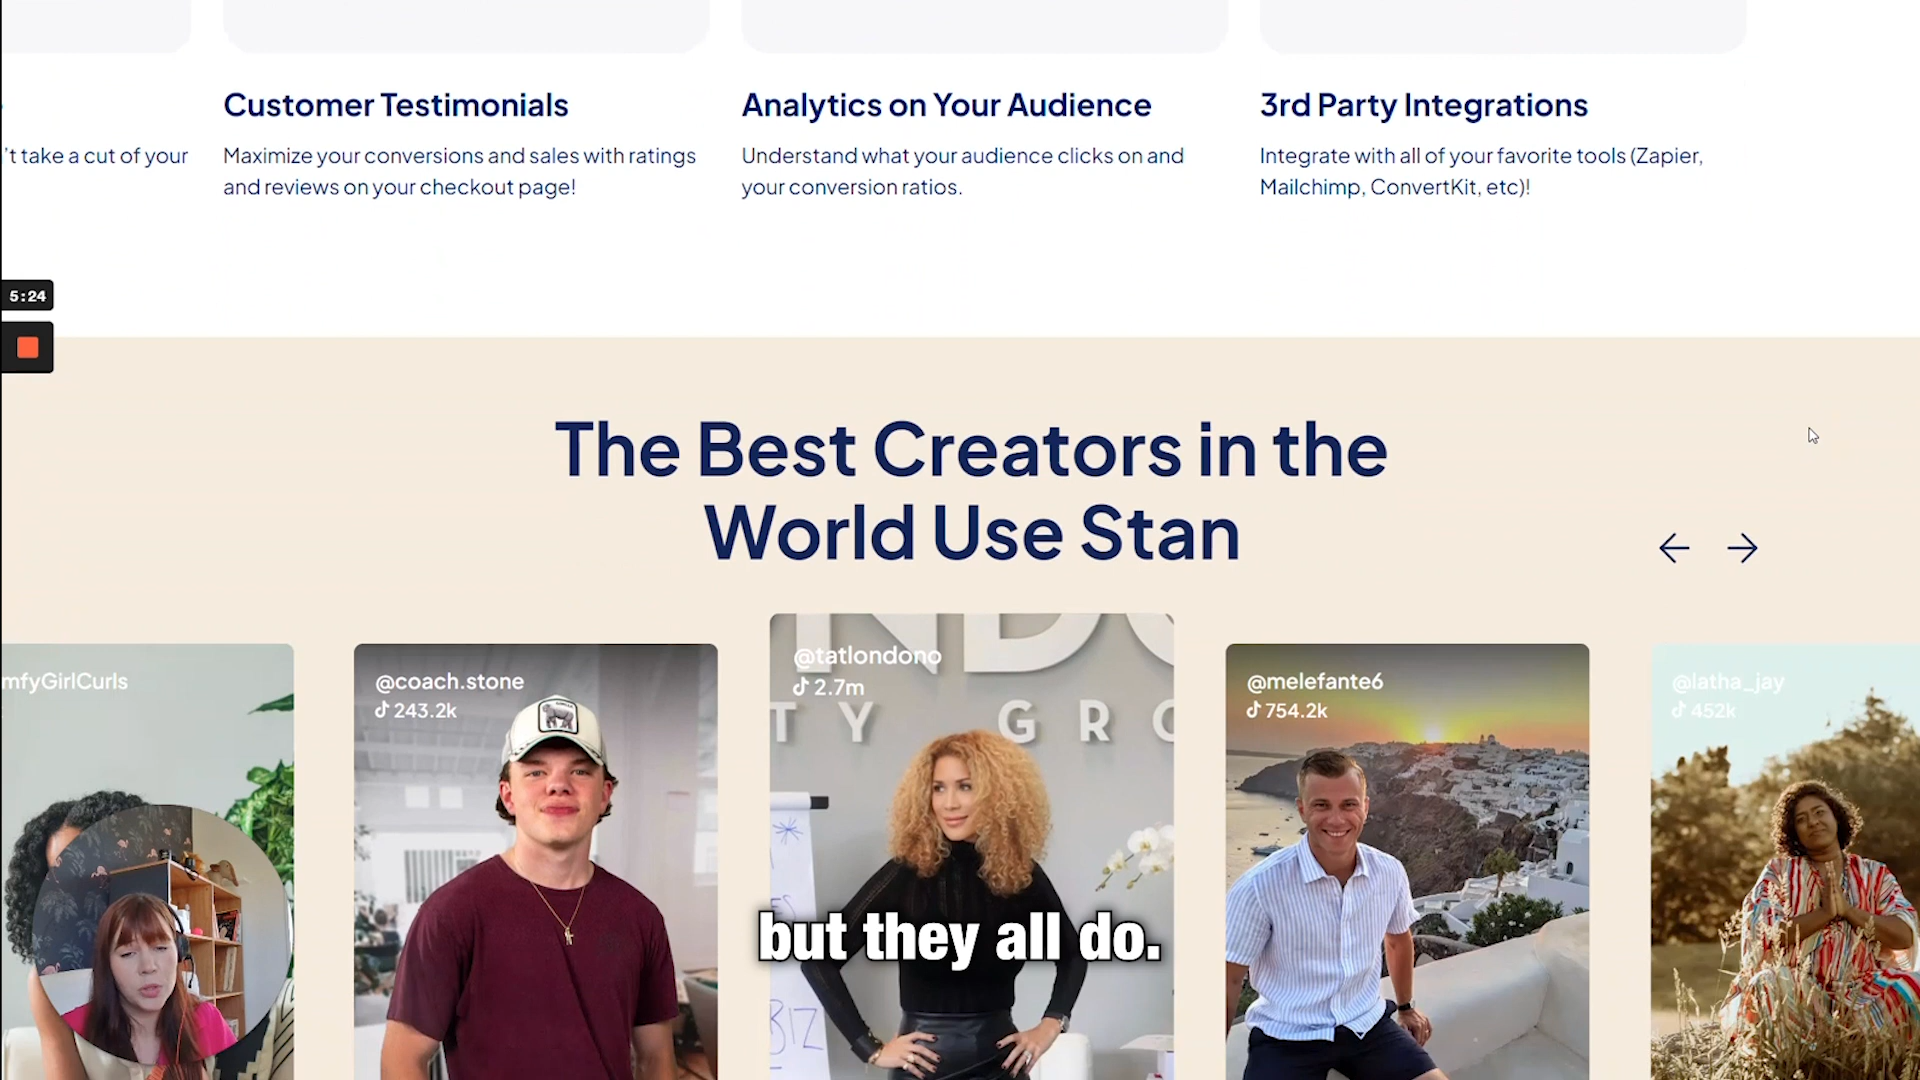 Customer Testimonials
Analytics on Your Audience
3rd Party Integrations
't take a cut of your
Maximize your conversions and sales with ratings
and reviews on your checkout page!
Understand what your audience clicks on and
your conversion ratios.
Integrate with all of your favorite tools (Zapier,
Mailchimp, ConvertKit, etc)!
5:24
The Best Creators in the
World Use Stan
mfyGirlCurls
@coach.stone
243.2k
@tatlondono
2.7m
TY GRO
@melefante6
754.2k
@latha_jay
452k
but they all do.
BIZ